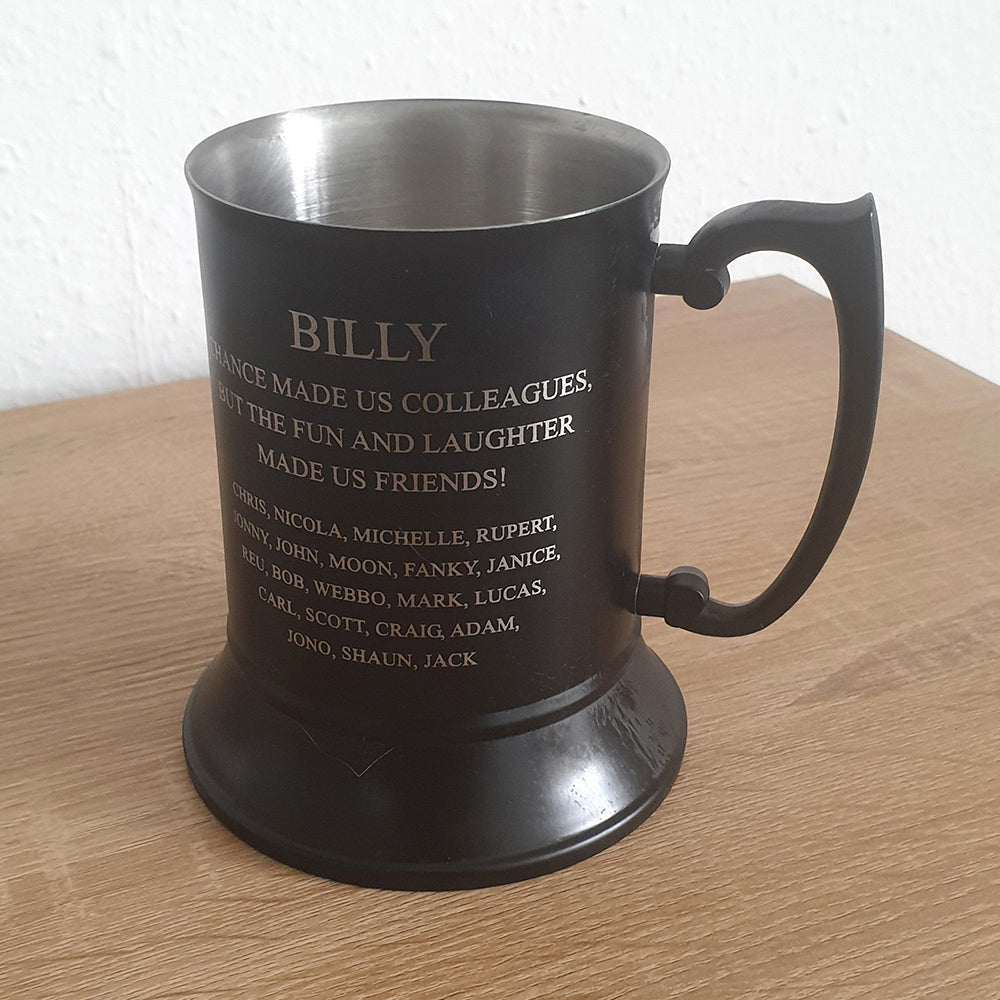 BILLY
CHANCE MADE US COLLEAGUES,
BUT THE FUN AND LAUGHTER
MADE US FRIENDS!
CHRIS, NICOLA, MICHELLE, RUPERT,
JONNY, JOHN, MOON, FANKY, JANICE,
REU, BOB, WEBBO, MARK, LUCAS,
CARL, SCOTT, CRAIG, ADAM,
JONO, SHAUN, JACK